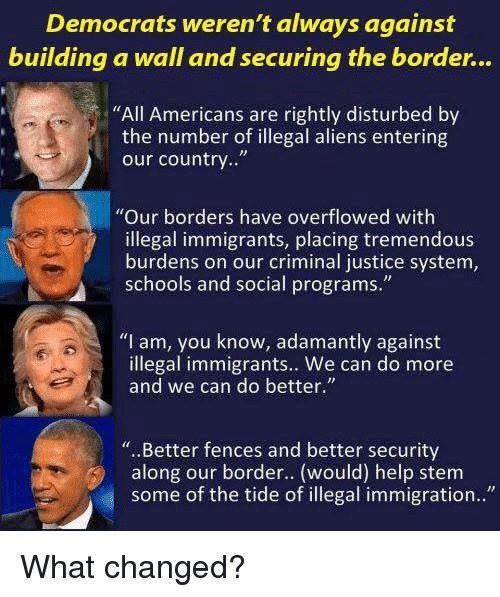 Democrats weren't always against
building a wall and securing the border...
"All Americans are rightly disturbed by
the number of illegal aliens entering
our country.."
"Our borders have overflowed with
illegal immigrants, placing tremendous
burdens on our criminal justice system,
schools and social programs."
"I am, you know, adamantly against
illegal immigrants.. We can do more
and we can do better."
"..Better fences and better security
along our border.. (would) help stem
some of the tide of illegal immigration.."
What changed?